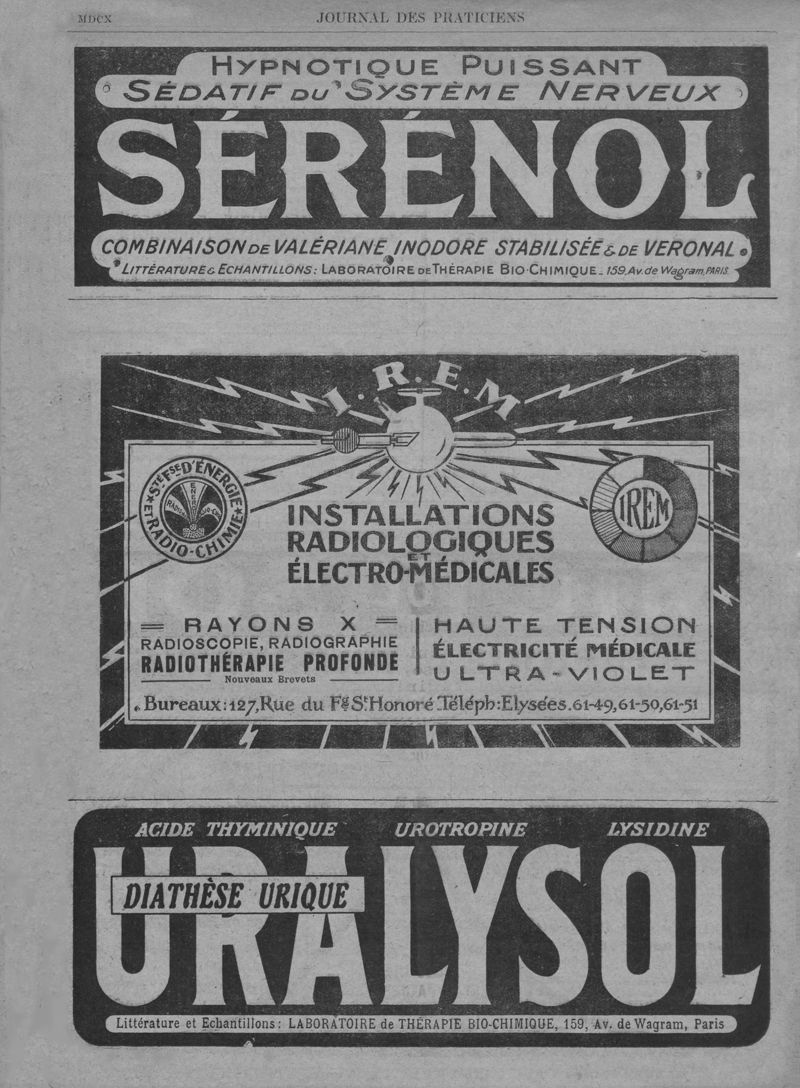 MDCX
JOURNAL DES PRATICIENS
HYPNOTIQUE PUISSANT
SÉDATIF DU SYSTÈME NERVEUX
SÉRÉNOL
COMBINAISON DE VALÉRIANE INODORE STABILISÉE & DE VERONAL
LITTÉRATURE & ECHANTILLONS: LABORATOIRE DE THÉRAPIE BIO-CHIMIQUE_159, Av. de Wagram, PARIS.
I.R.E.M
STÉ FSE D'ÉNERGIE
ET RADIO-CHIMIE
ENER
RADIO
IREM
INSTALLATIONS
RADIOLOGIQUES
ET
ÉLECTRO-MÉDICALES
RAYONS X
RADIOSCOPIE, RADIOGRAPHIE
RADIOTHÉRAPIE PROFONDE
Nouveaux Brevets
HAUTE TENSION
ÉLECTRICITÉ MÉDICALE
ULTRA-VIOLET
Bureaux: 127, Rue du Fg St Honoré Téléph: Elysées. 61-49, 61-50, 61-51
ACIDE THYMINIQUE UROTROPINE LYSIDINE
URALYSOL
DIATHÈSE URIQUE
Littérature et Echantillons: LABORATOIRE de THÉRAPIE BIO-CHIMIQUE, 159, Av. de Wagram, Paris